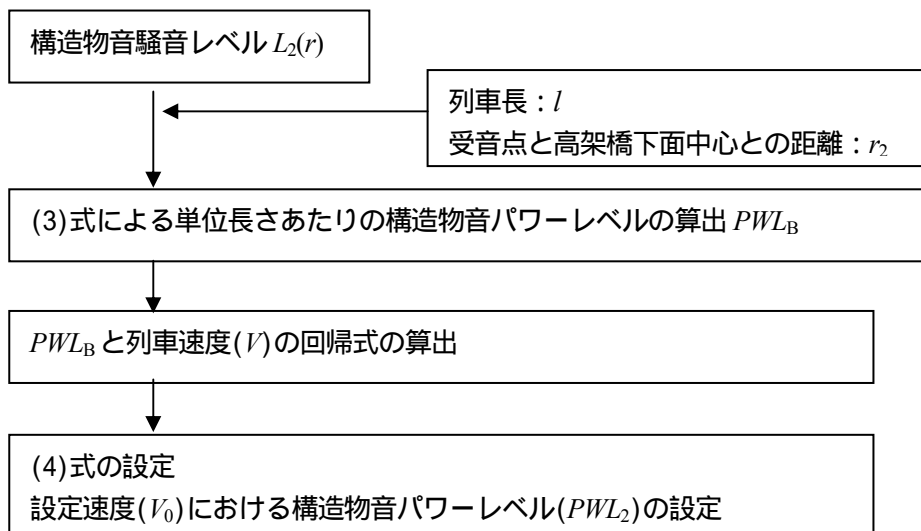 構造物音騒音レベル L₂(r)
列車長：l
受音点と高架橋下面中心との距離：r₂
(3)式による単位長さあたりの構造物音パワーレベルの算出 PWL_B
PWL_B と列車速度(V)の回帰式の算出
(4)式の設定
設定速度(V₀)における構造物音パワーレベル(PWL₂)の設定